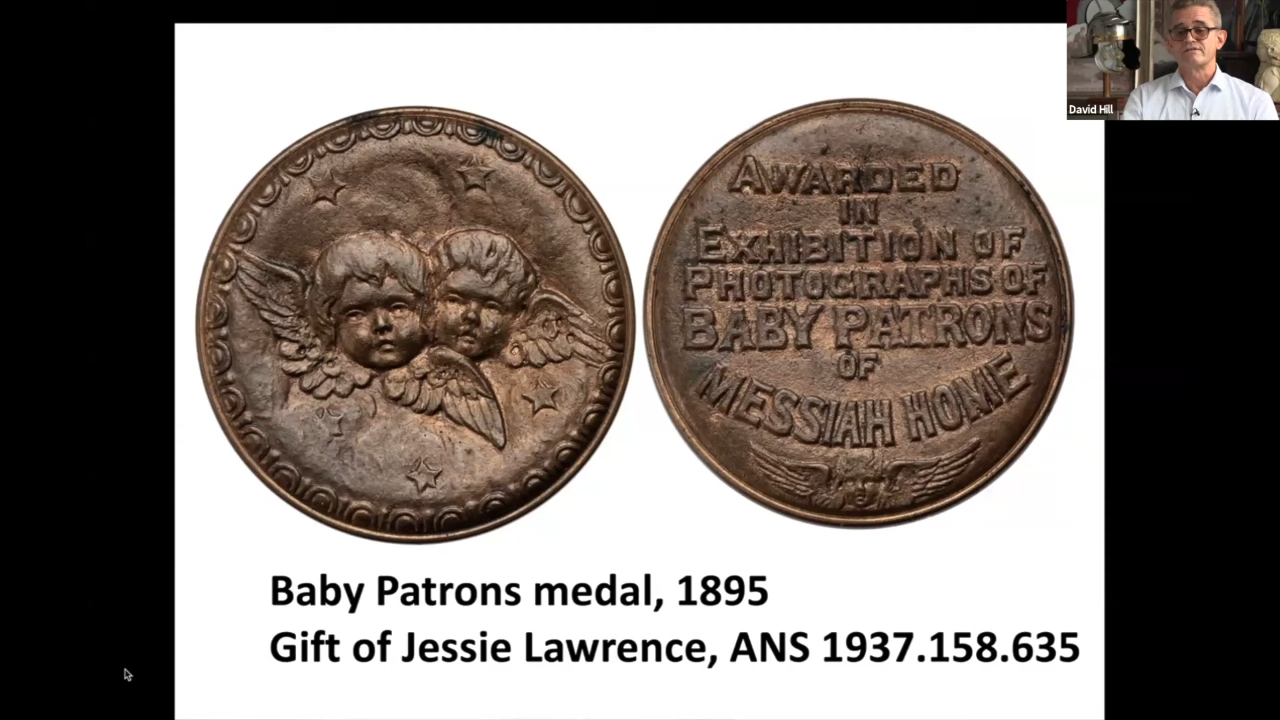 David Hill
AWARDED
IN
EXHIBITION OF
PHOTOGRAPHS OF
BABY PATRONS
OF
MESSIAH HOME
Baby Patrons medal, 1895
Gift of Jessie Lawrence, ANS 1937.158.635